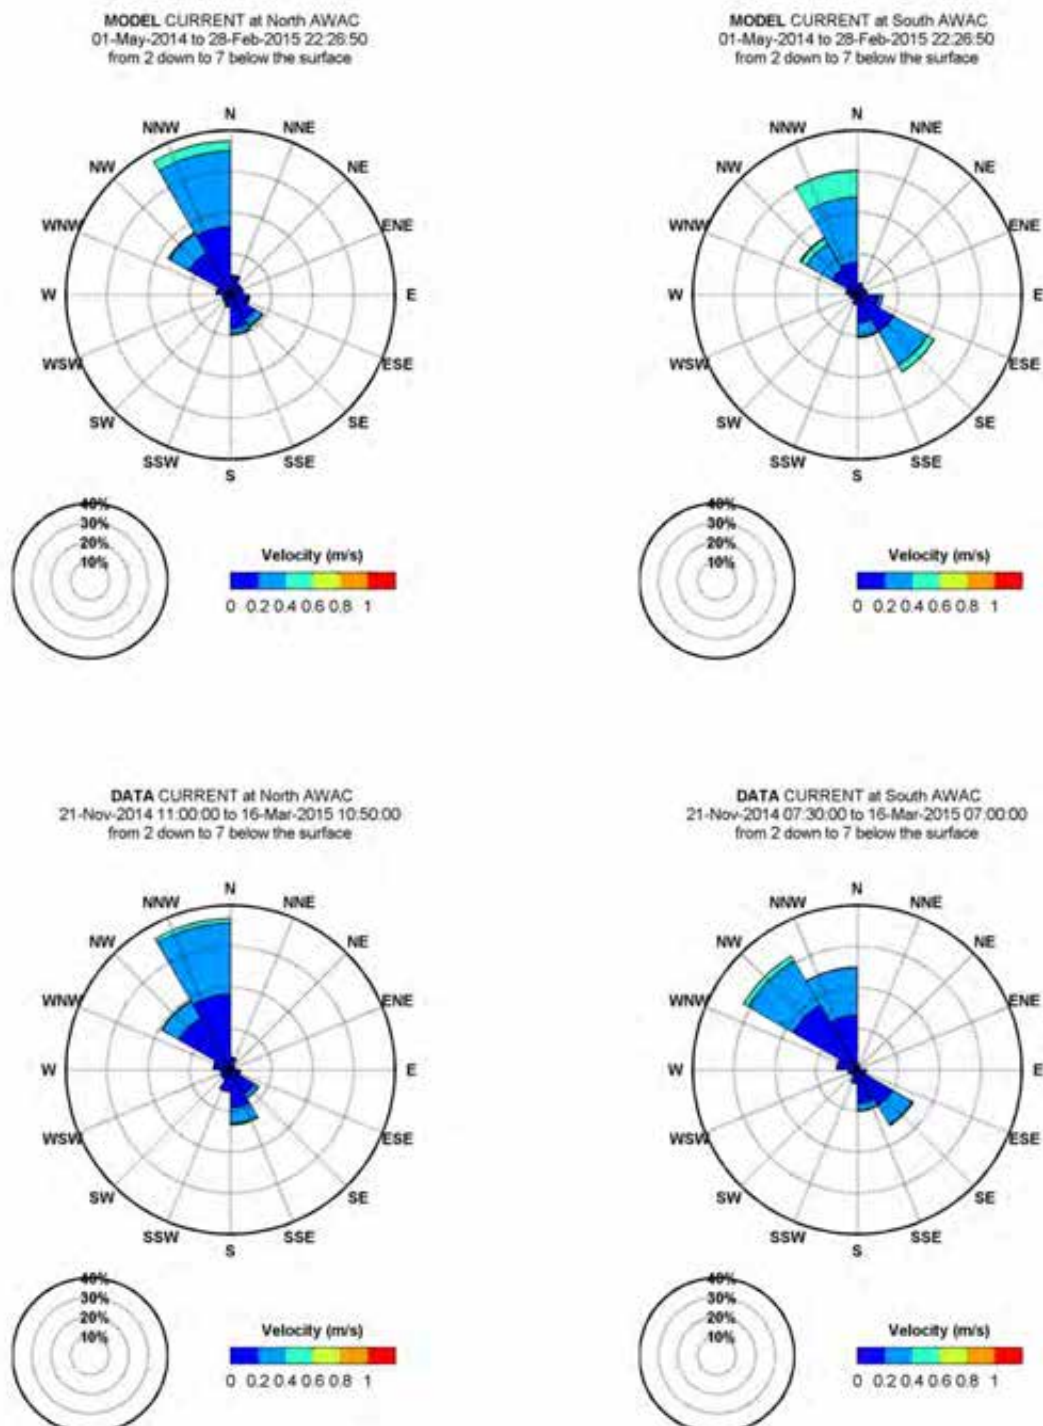 MODEL CURRENT at North AWAC
01-May-2014 to 28-Feb-2015 22:26:50
from 2 down to 7 below the surface
N
NNW
NNE
NW
NE
WNW
ENE
W
E
WSW
ESE
SW
SE
SSW
SSE
S
40%
30%
20%
10%
Velocity (m/s)
0 0.2 0.4 0.6 0.8 1
MODEL CURRENT at South AWAC
01-May-2014 to 28-Feb-2015 22:26:50
from 2 down to 7 below the surface
N
NNW
NNE
NW
NE
WNW
ENE
W
E
WSW
ESE
SW
SE
SSW
SSE
S
40%
30%
20%
10%
Velocity (m/s)
0 0.2 0.4 0.6 0.8 1
DATA CURRENT at North AWAC
21-Nov-2014 11:00:00 to 16-Mar-2015 10:50:00
from 2 down to 7 below the surface
N
NNW
NNE
NW
NE
WNW
ENE
W
E
WSW
ESE
SW
SE
SSW
SSE
S
40%
30%
20%
10%
Velocity (m/s)
0 0.2 0.4 0.6 0.8 1
DATA CURRENT at South AWAC
21-Nov-2014 07:30:00 to 16-Mar-2015 07:00:00
from 2 down to 7 below the surface
N
NNW
NNE
NW
NE
WNW
ENE
W
E
WSW
ESE
SW
SE
SSW
SSE
S
40%
30%
20%
10%
Velocity (m/s)
0 0.2 0.4 0.6 0.8 1